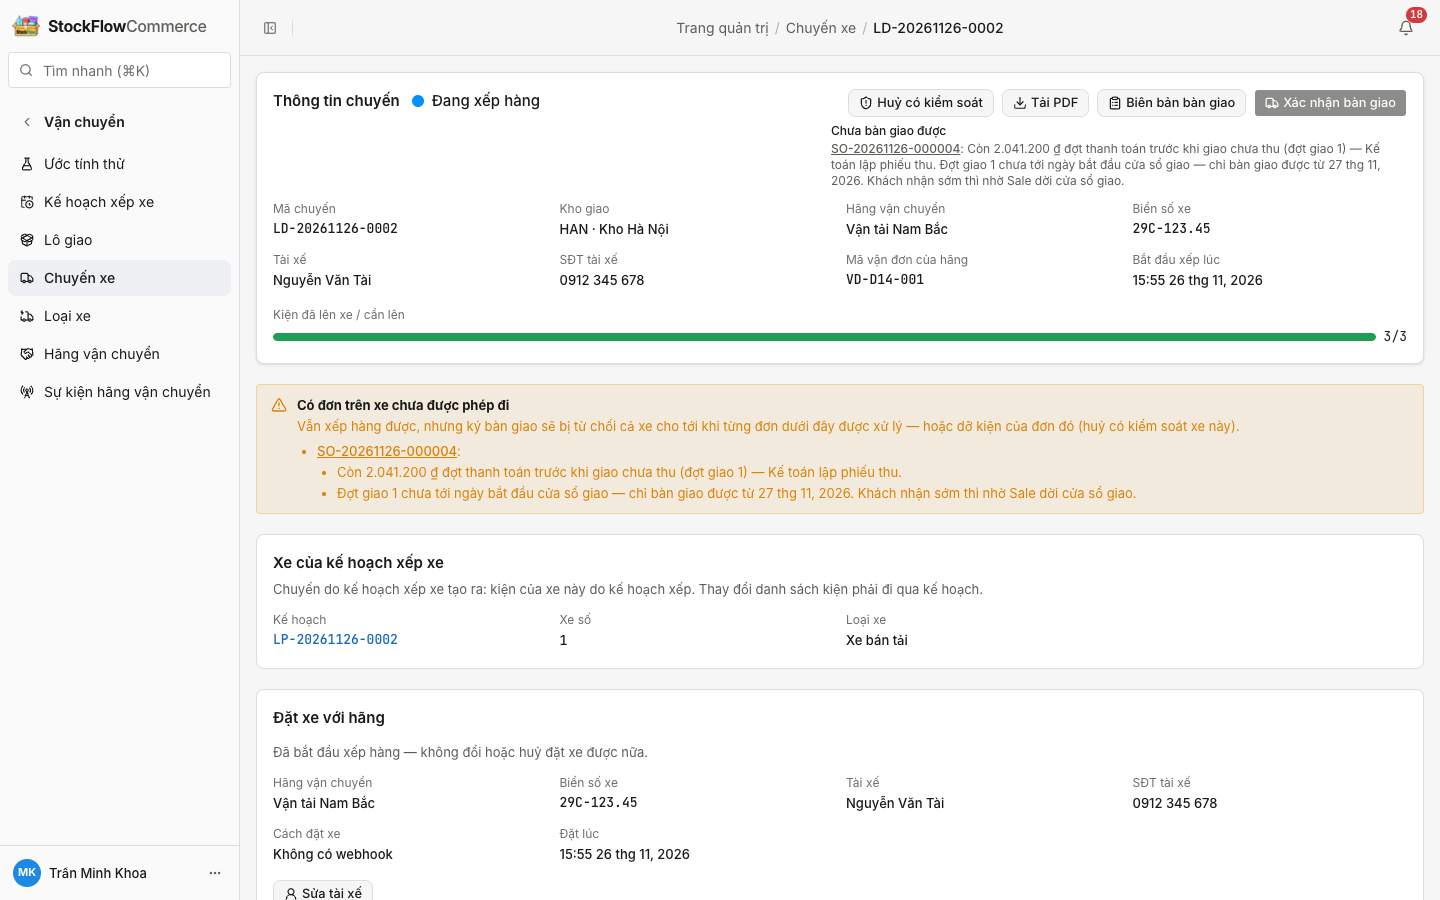 StockFlowCommerce
Tìm nhanh (⌘K)
Vận chuyển
Ước tính thử
Kế hoạch xếp xe
Lô giao
Chuyến xe
Loại xe
Hãng vận chuyển
Sự kiện hãng vận chuyển
MK Trần Minh Khoa
Trang quản trị / Chuyến xe / LD-20261126-0002
18
Thông tin chuyến Đang xếp hàng
Huỷ có kiểm soát Tải PDF Biên bản bàn giao Xác nhận bàn giao
Chưa bàn giao được
SO-20261126-000004: Còn 2.041.200 ₫ đợt thanh toán trước khi giao chưa thu (đợt giao 1) — Kế
toán lập phiếu thu. Đợt giao 1 chưa tới ngày bắt đầu cửa sổ giao — chỉ bàn giao được từ 27 thg 11,
2026. Khách nhận sớm thì nhờ Sale dời cửa sổ giao.
Mã chuyến Kho giao Hãng vận chuyển Biển số xe
LD-20261126-0002 HAN · Kho Hà Nội Vận tải Nam Bắc 29C-123.45
Tài xế SĐT tài xế Mã vận đơn của hãng Bắt đầu xếp lúc
Nguyễn Văn Tài 0912 345 678 VD-D14-001 15:55 26 thg 11, 2026
Kiện đã lên xe / cần lên
3/3
Có đơn trên xe chưa được phép đi
Vẫn xếp hàng được, nhưng ký bàn giao sẽ bị từ chối cả xe cho tới khi từng đơn dưới đây được xử lý — hoặc dỡ kiện của đơn đó (huỷ có kiểm soát xe này).
• SO-20261126-000004:
• Còn 2.041.200 ₫ đợt thanh toán trước khi giao chưa thu (đợt giao 1) — Kế toán lập phiếu thu.
• Đợt giao 1 chưa tới ngày bắt đầu cửa sổ giao — chỉ bàn giao được từ 27 thg 11, 2026. Khách nhận sớm thì nhờ Sale dời cửa sổ giao.
Xe của kế hoạch xếp xe
Chuyến do kế hoạch xếp xe tạo ra: kiện của xe này do kế hoạch xếp. Thay đổi danh sách kiện phải đi qua kế hoạch.
Kế hoạch Xe số Loại xe
LP-20261126-0002 1 Xe bán tải
Đặt xe với hãng
Đã bắt đầu xếp hàng — không đổi hoặc huỷ đặt xe được nữa.
Hãng vận chuyển Biển số xe Tài xế SĐT tài xế
Vận tải Nam Bắc 29C-123.45 Nguyễn Văn Tài 0912 345 678
Cách đặt xe Đặt lúc
Không có webhook 15:55 26 thg 11, 2026
Sửa tài xế